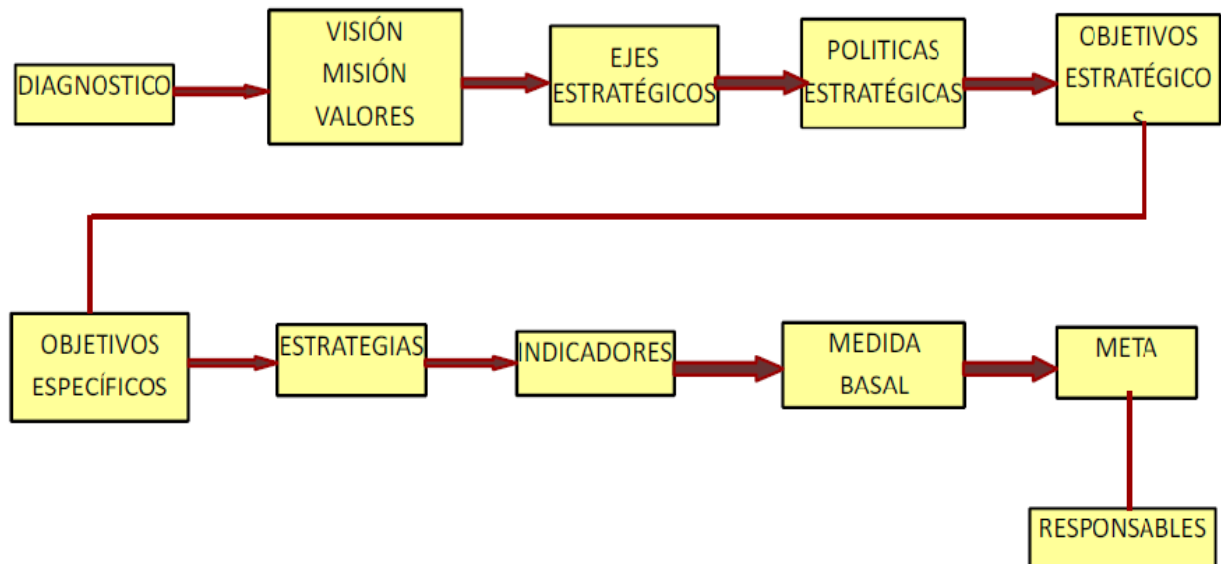 DIAGNOSTICO
VISIÓN
MISIÓN
VALORES
EJES
ESTRATÉGICOS
POLITICAS
ESTRATÉGICAS
OBJETIVOS
ESTRATÉGICO
S
OBJETIVOS
ESPECÍFICOS
ESTRATEGIAS
INDICADORES
MEDIDA
BASAL
META
RESPONSABLES